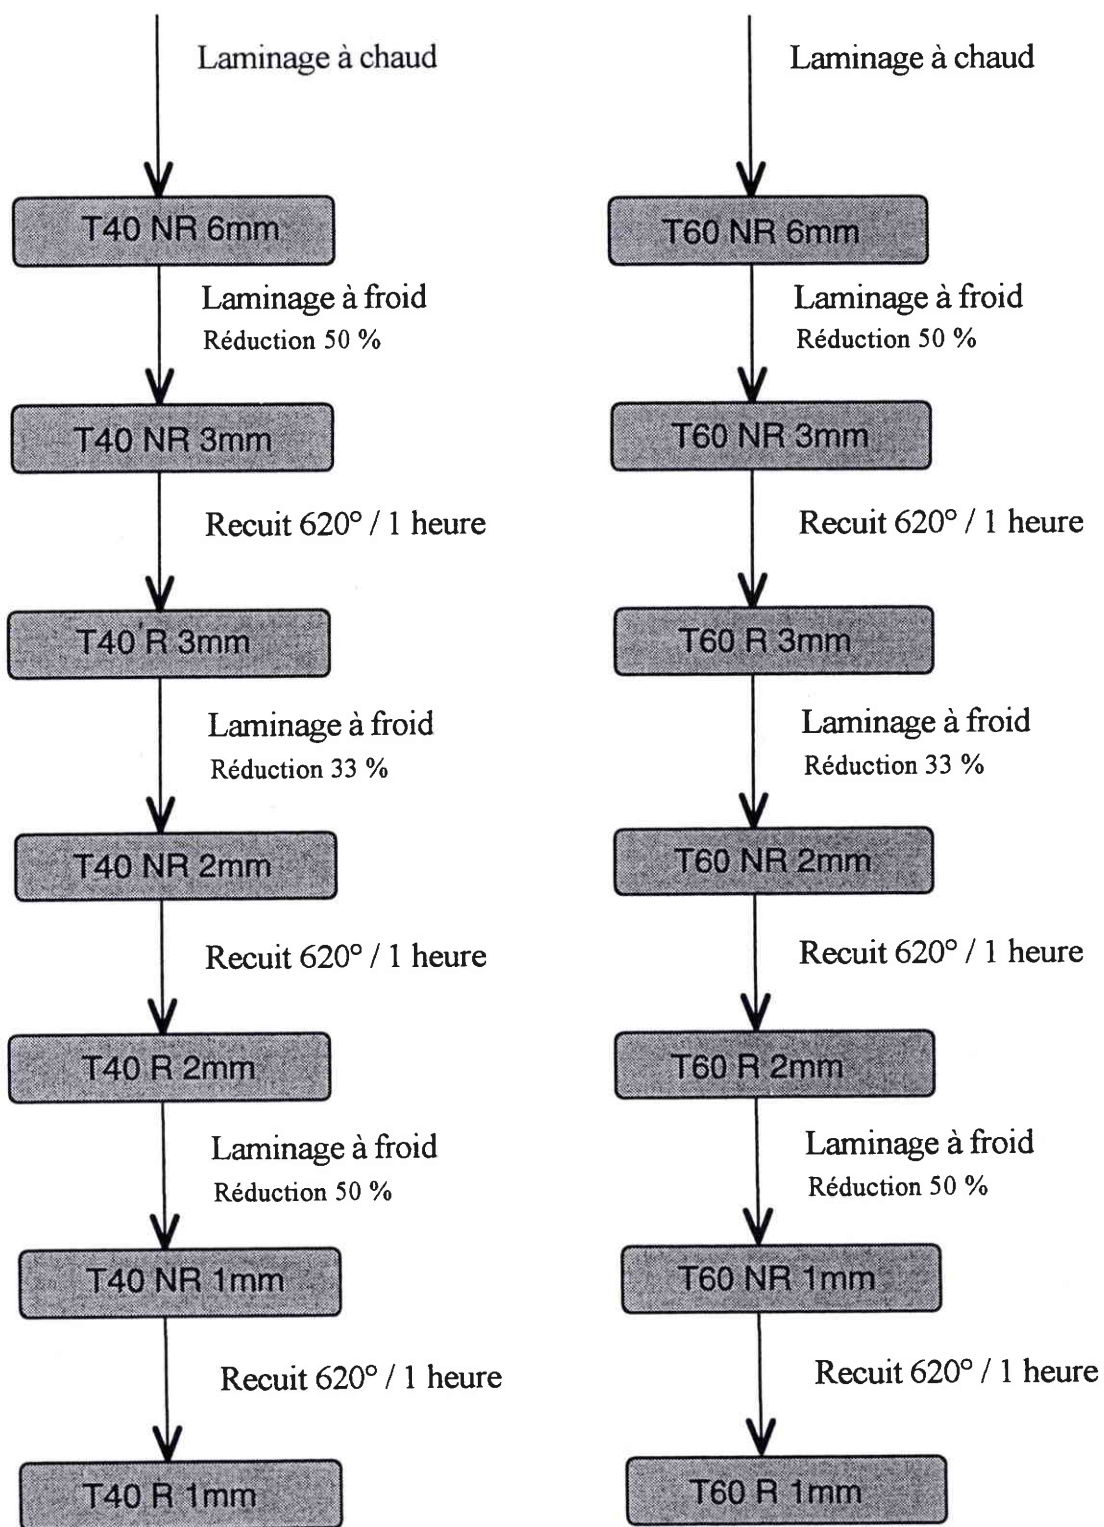 Laminage à chaud
T40 NR 6mm
Laminage à froid
Réduction 50 %
T40 NR 3mm
Recuit 620° / 1 heure
T40 R 3mm
Laminage à froid
Réduction 33 %
T40 NR 2mm
Recuit 620° / 1 heure
T40 R 2mm
Laminage à froid
Réduction 50 %
T40 NR 1mm
Recuit 620° / 1 heure
T40 R 1mm
Laminage à chaud
T60 NR 6mm
Laminage à froid
Réduction 50 %
T60 NR 3mm
Recuit 620° / 1 heure
T60 R 3mm
Laminage à froid
Réduction 33 %
T60 NR 2mm
Recuit 620° / 1 heure
T60 R 2mm
Laminage à froid
Réduction 50 %
T60 NR 1mm
Recuit 620° / 1 heure
T60 R 1mm